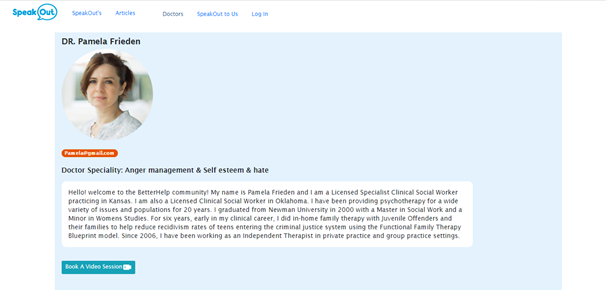 SpeakOut.
SpeakOut's Articles Doctors SpeakOut to Us Log In
DR. Pamela Frieden
Pamela@gmail.com
Doctor Speciality: Anger management & Self esteem & hate
Hello! welcome to the BetterHelp community! My name is Pamela Frieden and I am a Licensed Specialist Clinical Social Worker
practicing in Kansas. I am also a Licensed Clinical Social Worker in Oklahoma. I have been providing psychotherapy for a wide
variety of issues and populations for 20 years. I graduated from Newman University in 2000 with a Master in Social Work and a
Minor in Womens Studies. For six years, early in my clinical career, I did in-home family therapy with Juvenile Offenders and
their families to help reduce recidivism rates of teens entering the criminal justice system using the Functional Family Therapy
Blueprint model. Since 2006, I have been working as an Independent Therapist in private practice and group practice settings.
Book A Video Session